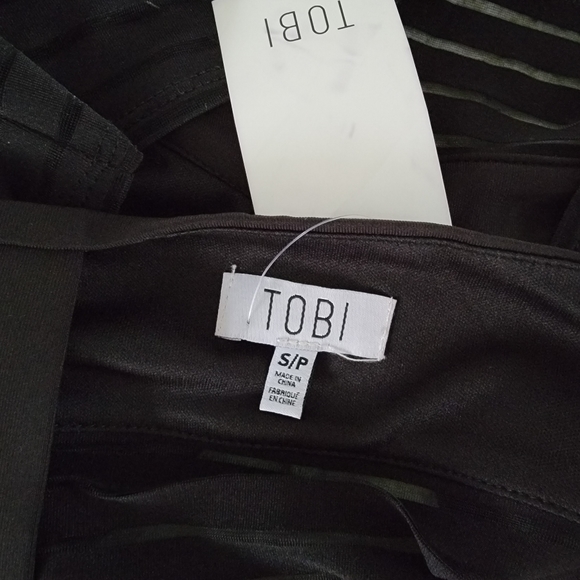 TOBI
TOBI
S/P
MADE IN
CHINA
FABRIQUÉ
EN CHINE